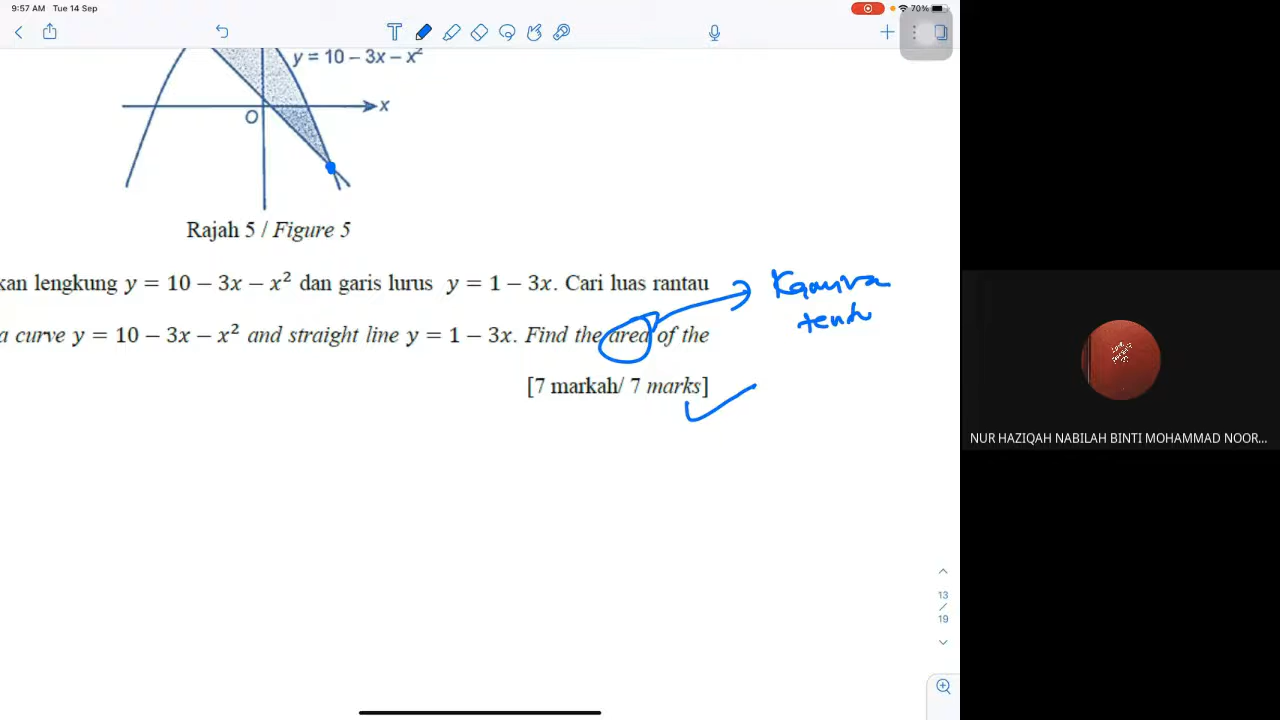 9:57 AM Tue 14 Sep
70%
y = 10 – 3x – x²
x
O
Rajah 5 / Figure 5
kan lengkung y = 10 − 3x − x² dan garis lurus y = 1 − 3x. Cari luas rantau
a curve y = 10 − 3x − x² and straight line y = 1 − 3x. Find the area of the
[7 markah/ 7 marks]
13
/
19
NUR HAZIQAH NABILAH BINTI MOHAMMAD NOOR...